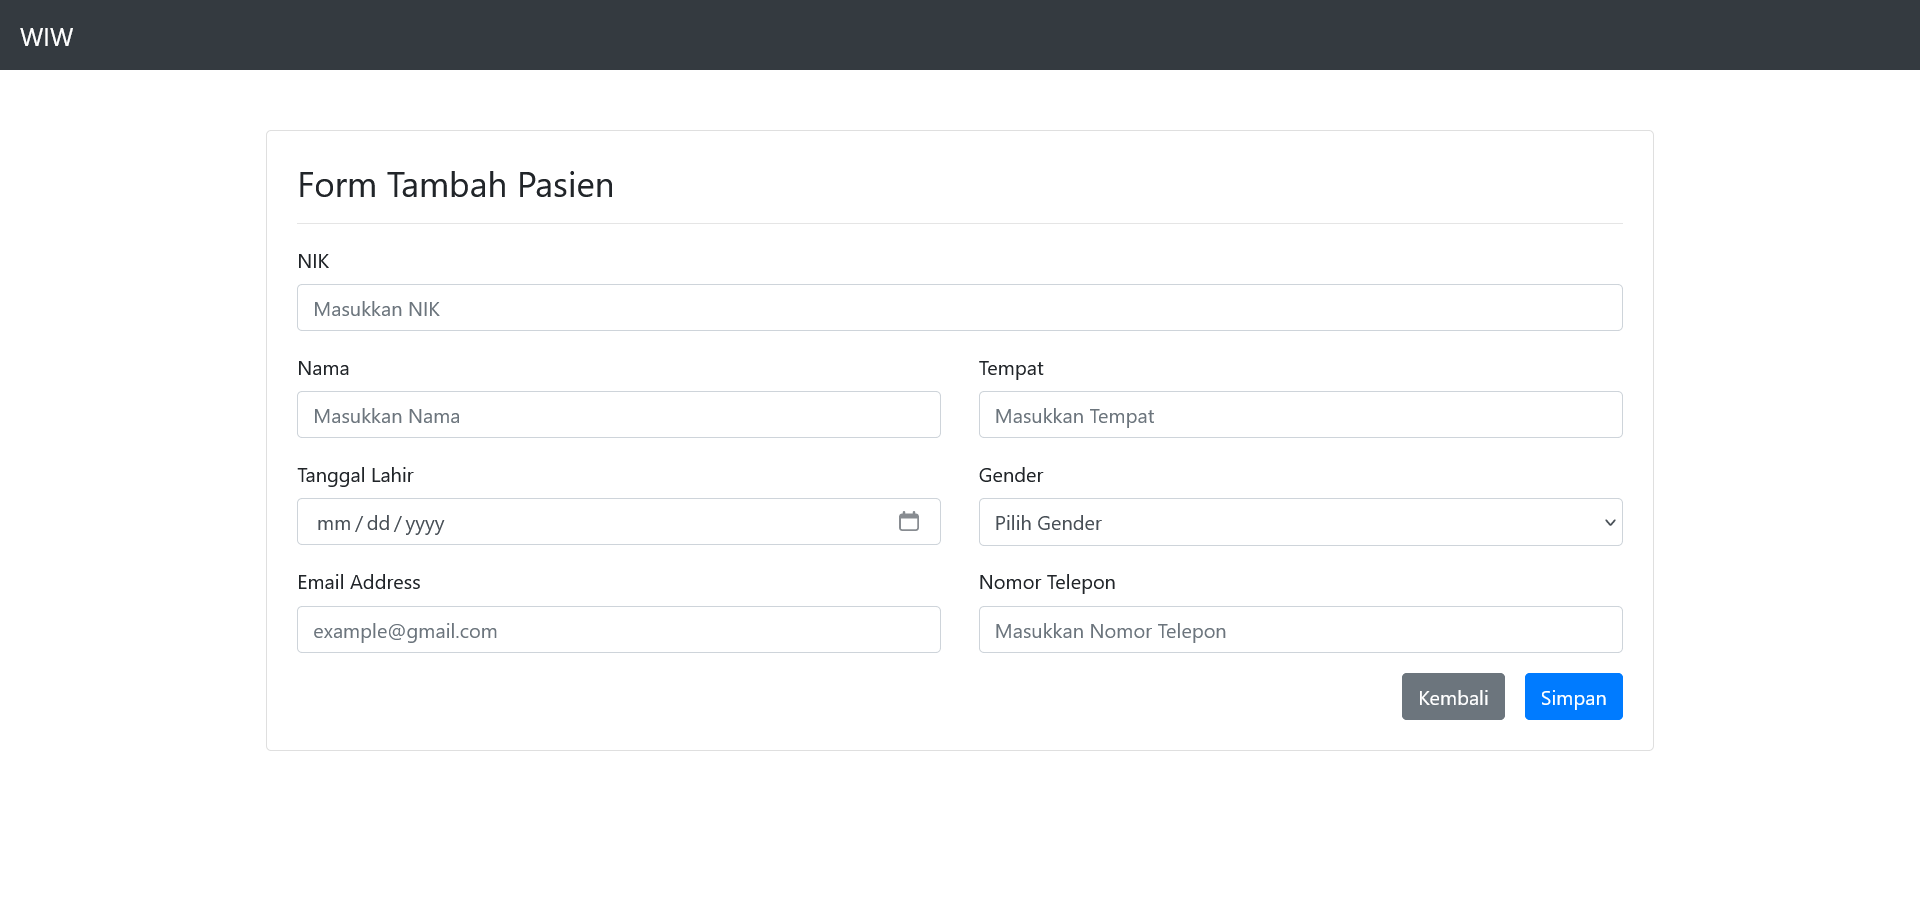 WIW
Form Tambah Pasien
NIK
Masukkan NIK
Nama
Tempat
Masukkan Nama
Masukkan Tempat
Tanggal Lahir
Gender
mm / dd / yyyy
Pilih Gender
Email Address
Nomor Telepon
example@gmail.com
Masukkan Nomor Telepon
Kembali
Simpan